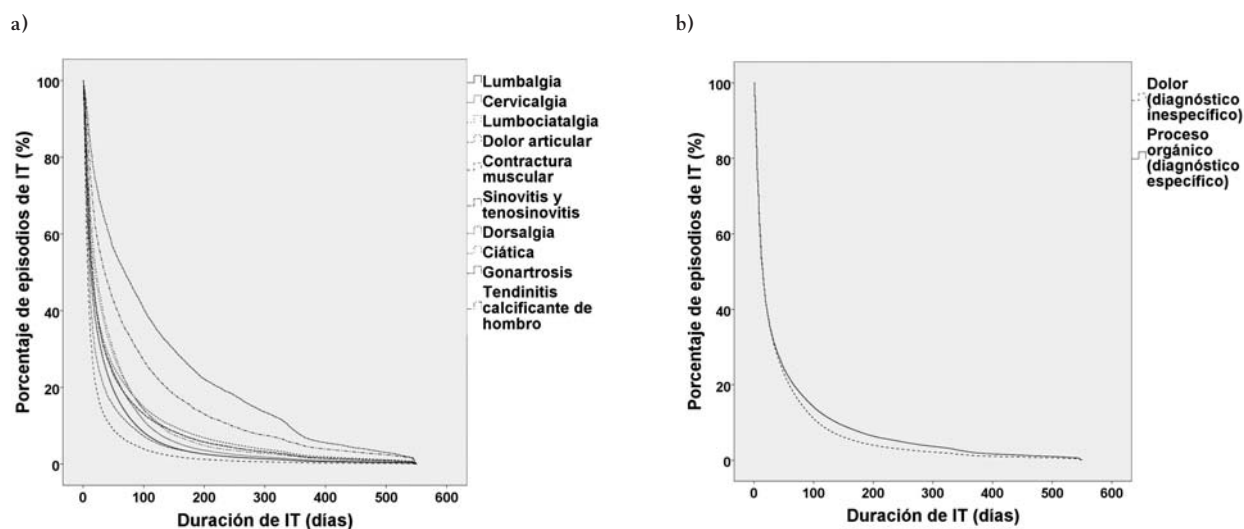 a)
Porcentaje de episodios de IT (%)
100
80
60
40
20
0
0 100 200 300 400 500 600
Duración de IT (días)
Lumbalgia
Cervicalgia
Lumbociatalgia
Dolor articular
Contractura
muscular
Sinovitis y
tenosinovitis
Dorsalgia
Ciática
Gonartrosis
Tendinitis
calcificante de
hombro
b)
Porcentaje de episodios de IT (%)
100
80
60
40
20
0
0 100 200 300 400 500 600
Duración de IT (días)
Dolor
(diagnóstico
inespecífico)
Proceso
orgánico
(diagnóstico
específico)